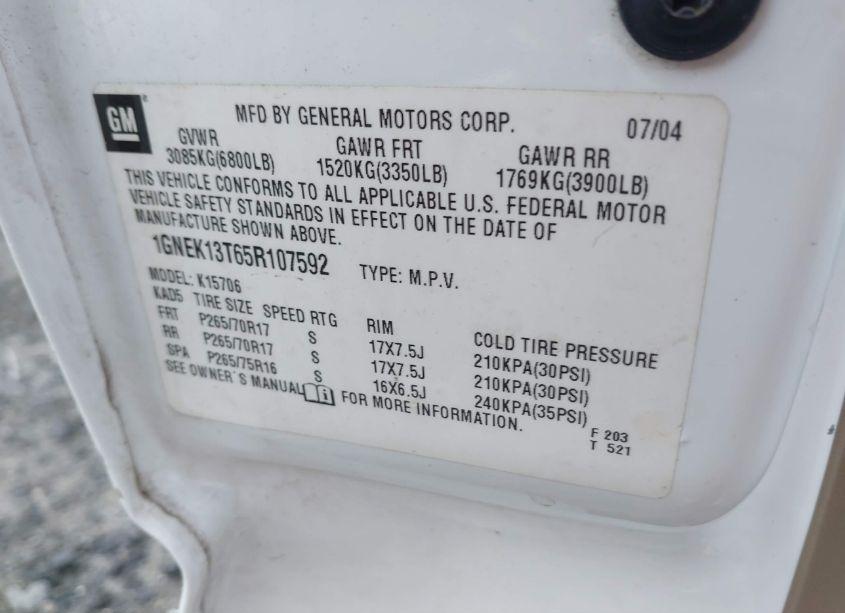 GM
MFD BY GENERAL MOTORS CORP. 07/04
GVWR GAWR FRT GAWR RR
3085KG(6800LB) 1520KG(3350LB) 1769KG(3900LB)
THIS VEHICLE CONFORMS TO ALL APPLICABLE U.S. FEDERAL MOTOR
VEHICLE SAFETY STANDARDS IN EFFECT ON THE DATE OF
MANUFACTURE SHOWN ABOVE.
1GNEK13T65R107592 TYPE: M.P.V.
MODEL: K15706
KAD5 TIRE SIZE SPEED RTG RIM COLD TIRE PRESSURE
FRT P265/70R17 S 17X7.5J 210KPA(30PSI)
RR P265/70R17 S 17X7.5J 210KPA(30PSI)
SPA P265/75R16 S 16X6.5J 240KPA(35PSI)
SEE OWNER'S MANUAL FOR MORE INFORMATION.
F 203
T 521